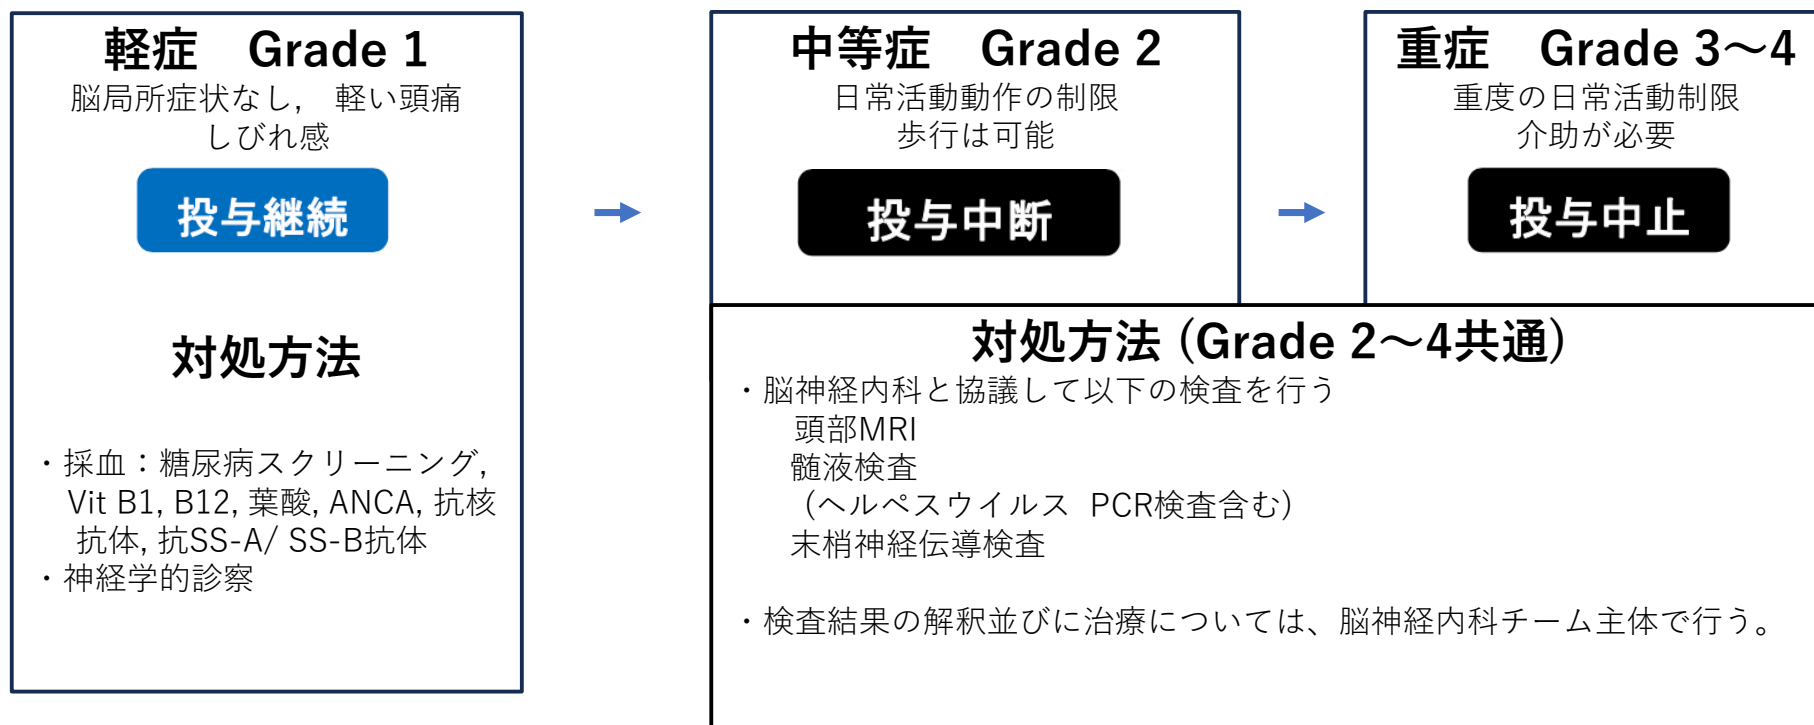 軽症　Grade 1
脳局所症状なし,　軽い頭痛
しびれ感
投与継続
対処方法
・採血：糖尿病スクリーニング,
Vit B1, B12, 葉酸, ANCA, 抗核
抗体, 抗SS-A/ SS-B抗体
・神経学的診察
中等症　Grade 2
日常活動動作の制限
歩行は可能
投与中断
重症　Grade 3～4
重度の日常活動制限
介助が必要
投与中止
対処方法 (Grade 2～4共通)
・脳神経内科と協議して以下の検査を行う
頭部MRI
髄液検査
(ヘルペスウイルス PCR検査含む)
末梢神経伝導検査
・検査結果の解釈並びに治療については、脳神経内科チーム主体で行う。